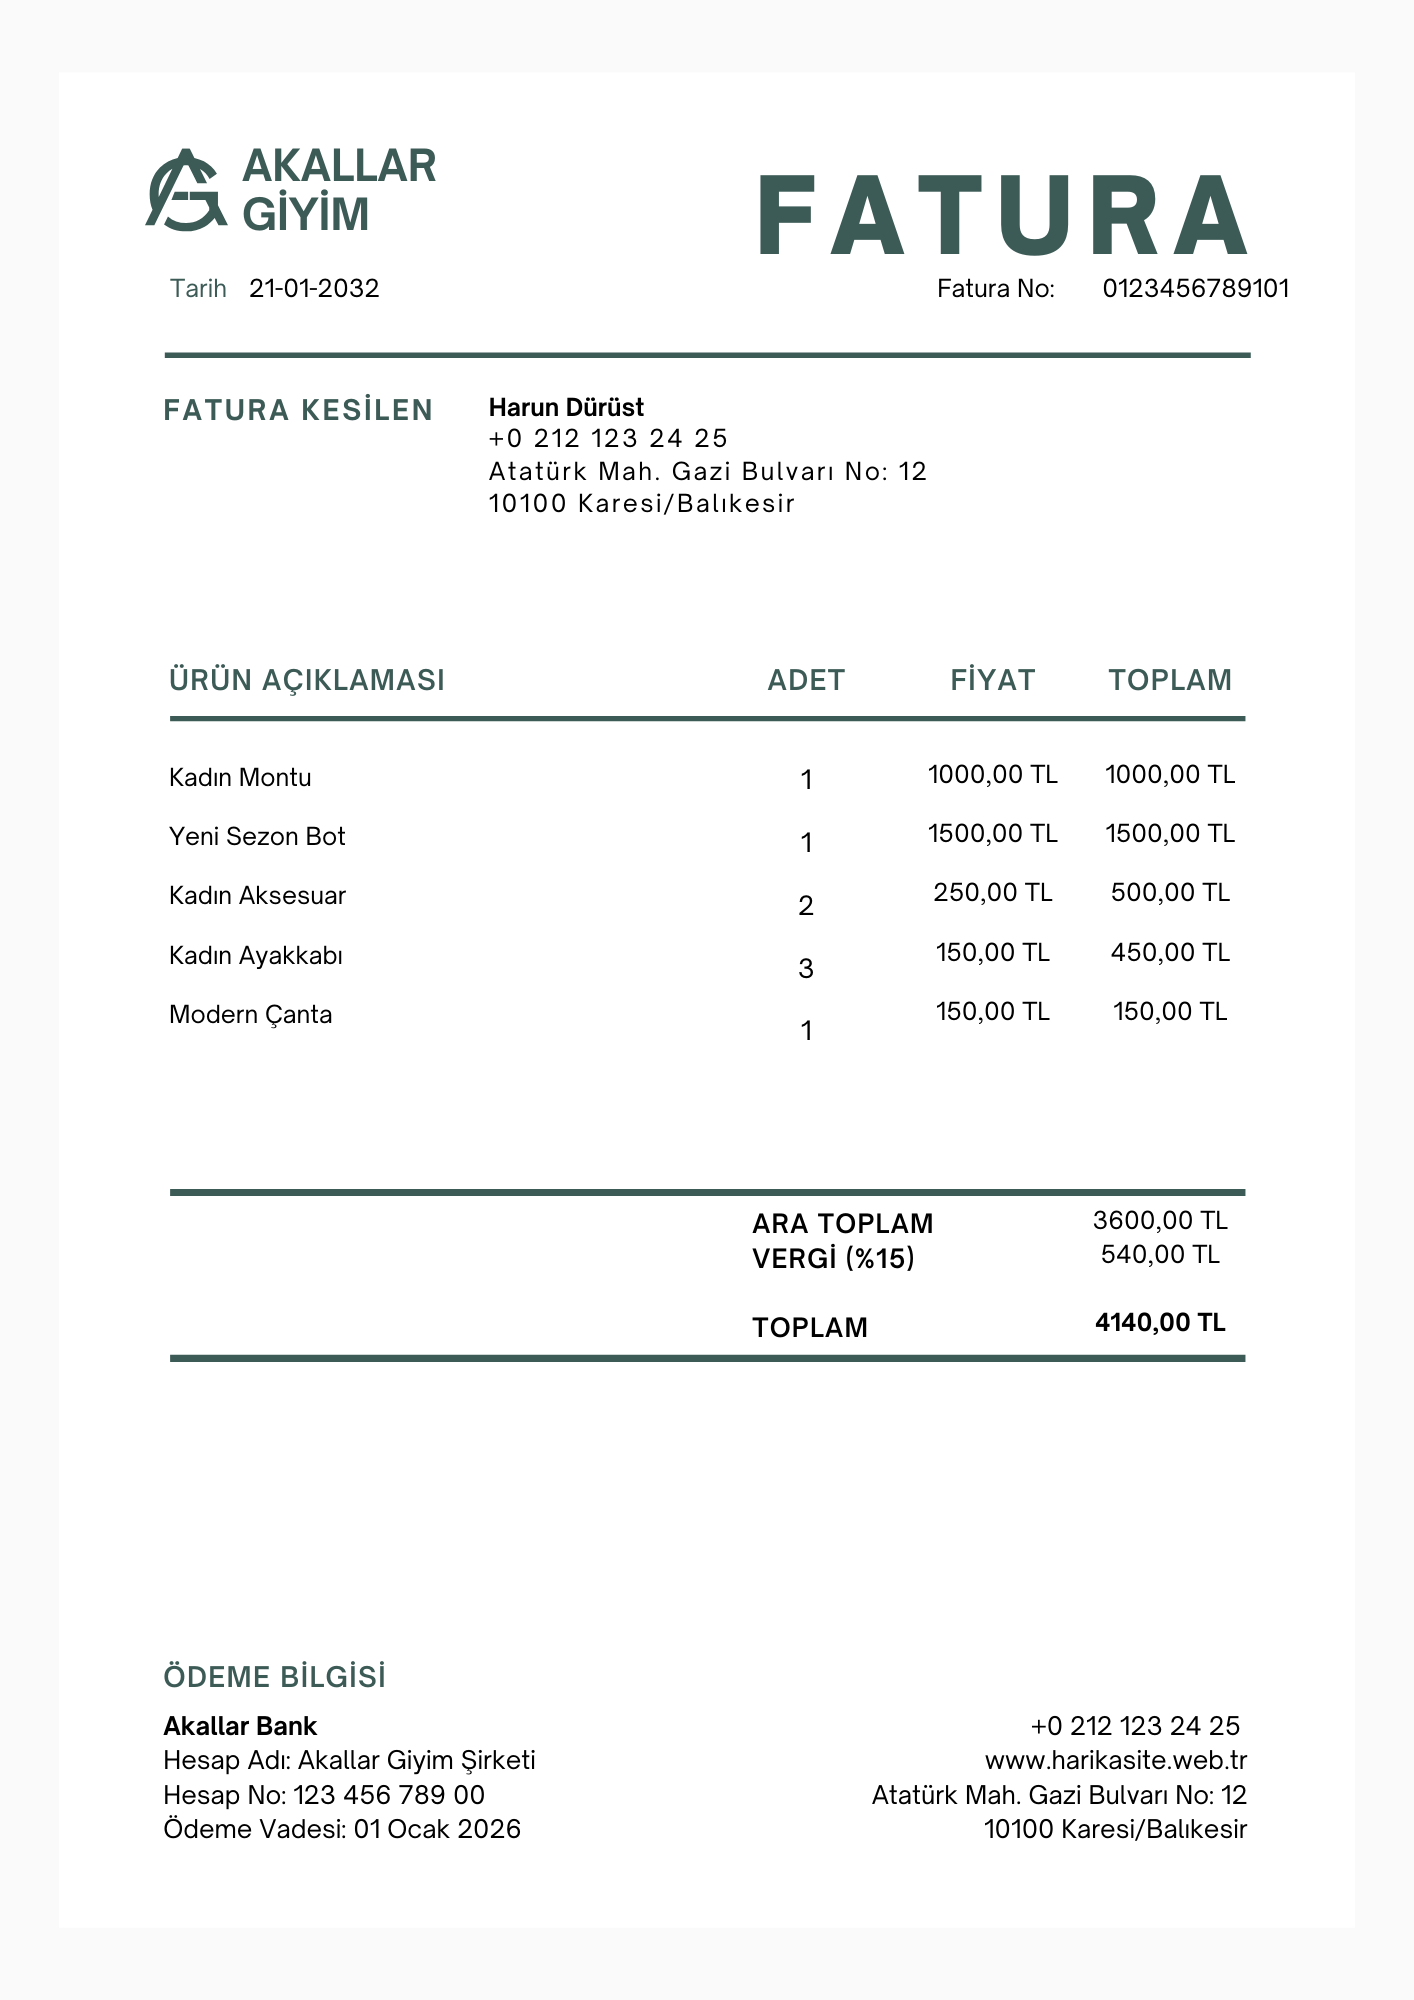 AKALLAR
GİYİM
FATURA
Tarih 21-01-2032
Fatura No: 0123456789101
FATURA KESİLEN
Harun Dürüst
+0 212 123 24 25
Atatürk Mah. Gazi Bulvarı No: 12
10100 Karesi/Balıkesir
ÜRÜN AÇIKLAMASI ADET FİYAT TOPLAM
Kadın Montu 1 1000,00 TL 1000,00 TL
Yeni Sezon Bot 1 1500,00 TL 1500,00 TL
Kadın Aksesuar 2 250,00 TL 500,00 TL
Kadın Ayakkabı 3 150,00 TL 450,00 TL
Modern Çanta 1 150,00 TL 150,00 TL
ARA TOPLAM 3600,00 TL
VERGİ (%15) 540,00 TL
TOPLAM 4140,00 TL
ÖDEME BİLGİSİ
Akallar Bank
Hesap Adı: Akallar Giyim Şirketi
Hesap No: 123 456 789 00
Ödeme Vadesi: 01 Ocak 2026
+0 212 123 24 25
www.harikasite.web.tr
Atatürk Mah. Gazi Bulvarı No: 12
10100 Karesi/Balıkesir